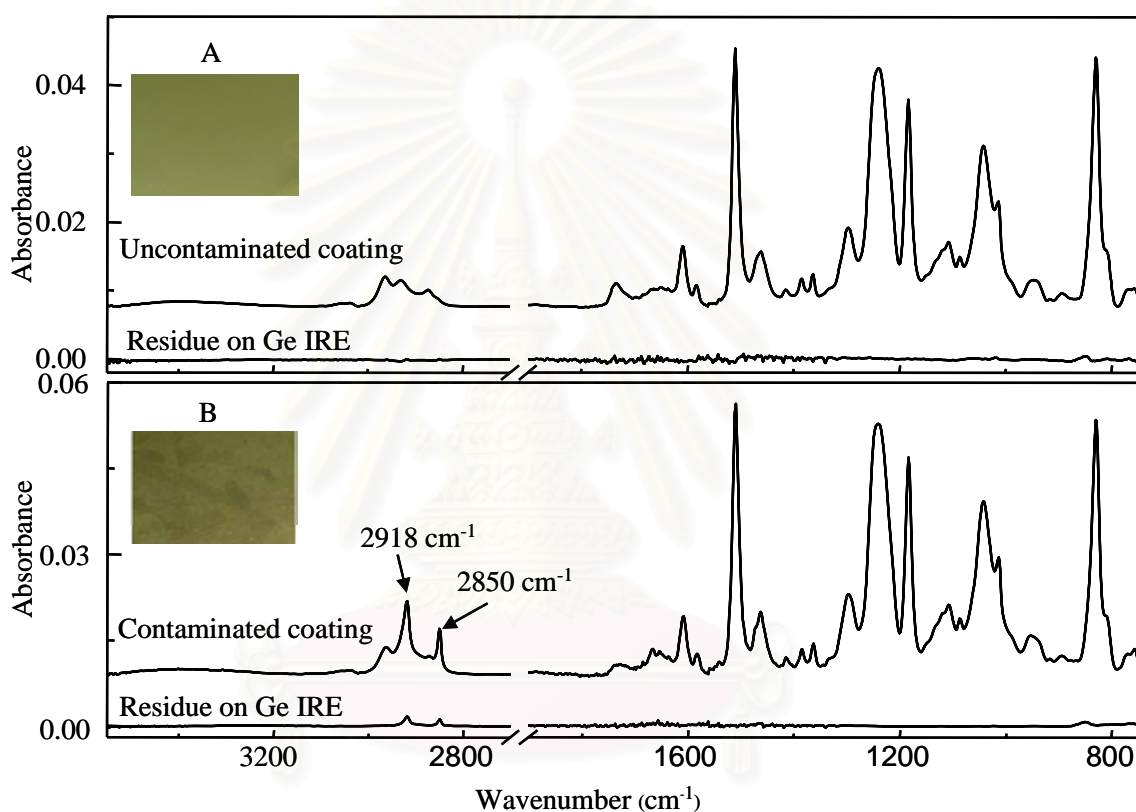 A
0.04
0.02
0.00
Absorbance
Uncontaminated coating
Residue on Ge IRE
0.06
B
0.03
0.00
Absorbance
2918 cm-1
2850 cm-1
Contaminated coating
Residue on Ge IRE
3200 2800 1600 1200 800
Wavenumber (cm-1)